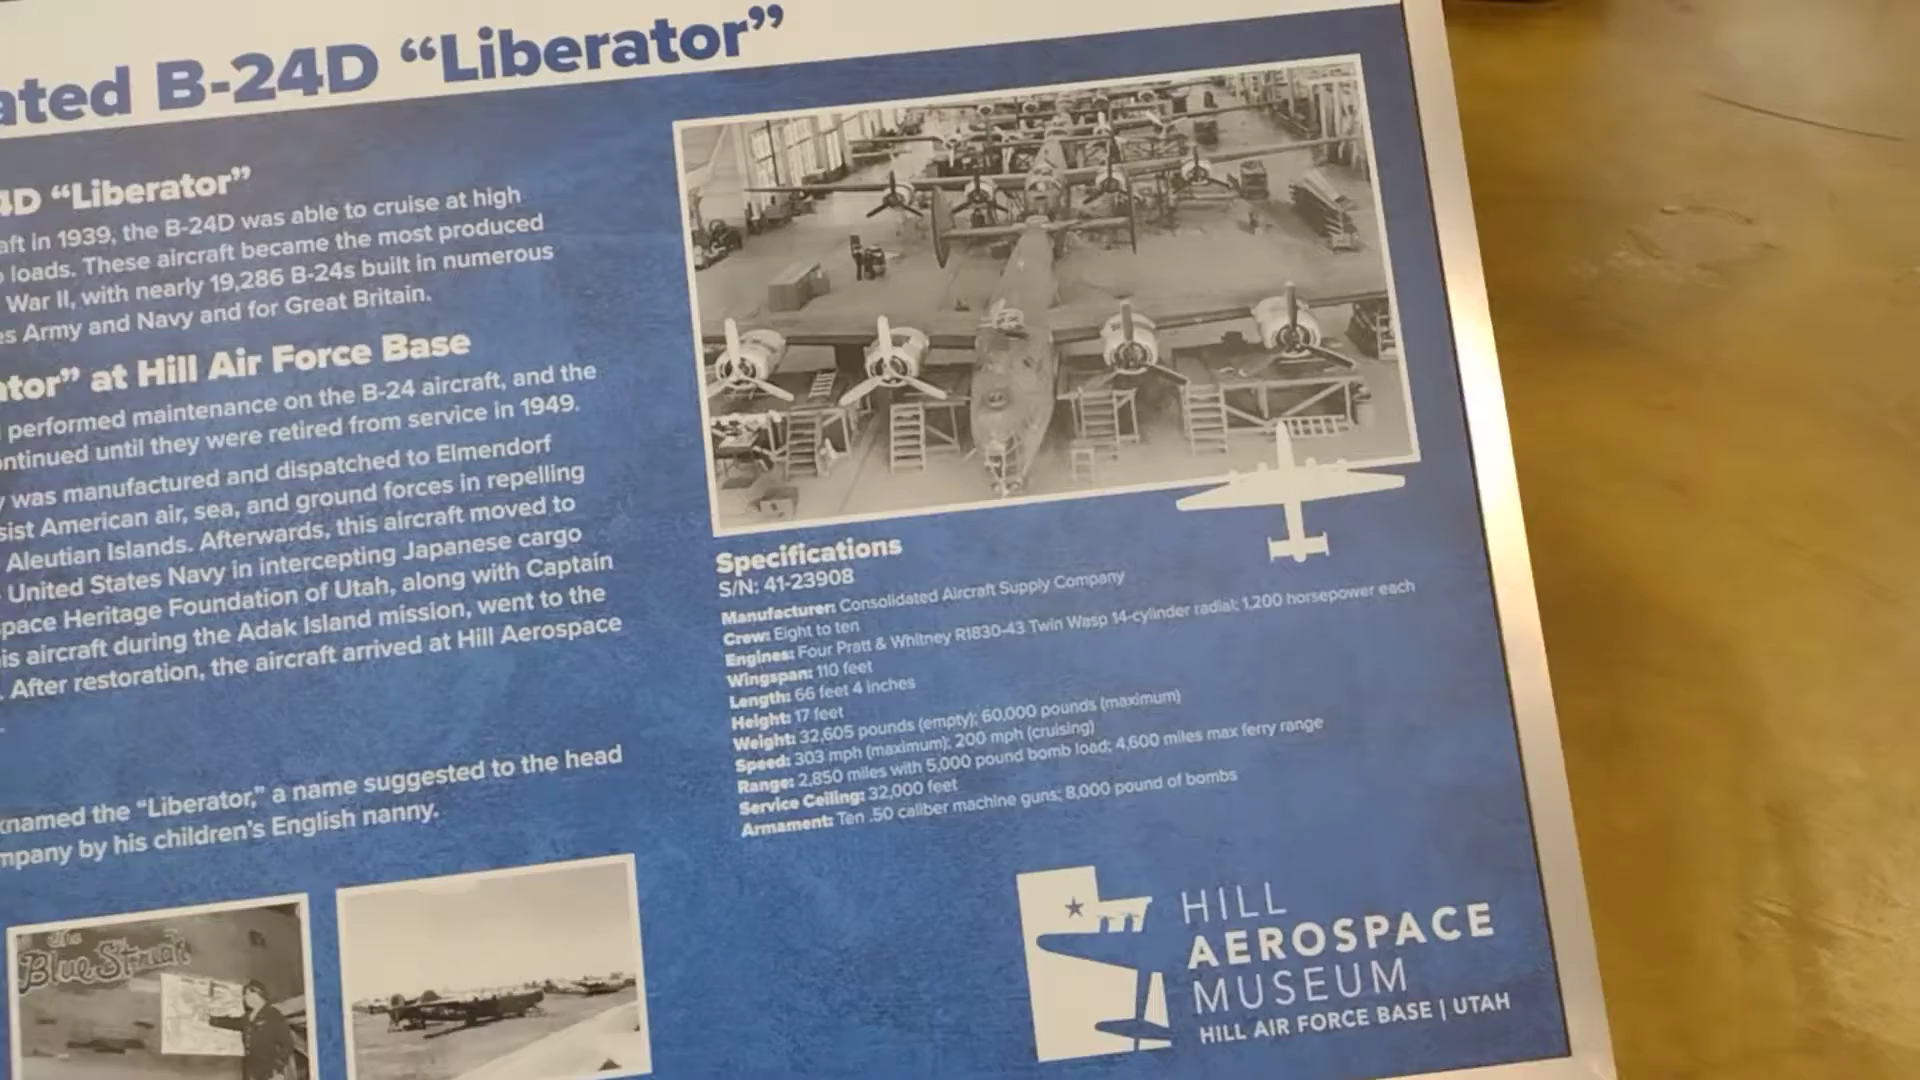 ated B-24D “Liberator”
4D “Liberator”
aft in 1939, the B-24D was able to cruise at high
loads. These aircraft became the most produced
War II, with nearly 19,286 B-24s built in numerous
es Army and Navy and for Great Britain.
ator” at Hill Air Force Base
performed maintenance on the B-24 aircraft, and the
ontinued until they were retired from service in 1949.
was manufactured and dispatched to Elmendorf
sist American air, sea, and ground forces in repelling
Aleutian Islands. Afterwards, this aircraft moved to
United States Navy in intercepting Japanese cargo
space Heritage Foundation of Utah, along with Captain
is aircraft during the Adak Island mission, went to the
. After restoration, the aircraft arrived at Hill Aerospace
knamed the “Liberator,” a name suggested to the head
mpany by his children’s English nanny.
The
Blue Streak
Specifications
S/N: 41-23908
Manufacturer: Consolidated Aircraft Supply Company
Crew: Eight to ten
Engines: Four Pratt & Whitney R1830-43 Twin Wasp 14-cylinder radial; 1,200 horsepower each
Wingspan: 110 feet
Length: 66 feet 4 inches
Height: 17 feet
Weight: 32,605 pounds (empty); 60,000 pounds (maximum)
Speed: 303 mph (maximum); 200 mph (cruising)
Range: 2,850 miles with 5,000 pound bomb load; 4,600 miles max ferry range
Service Ceiling: 32,000 feet
Armament: Ten .50 caliber machine guns; 8,000 pound of bombs
HILL
AEROSPACE
MUSEUM
HILL AIR FORCE BASE | UTAH